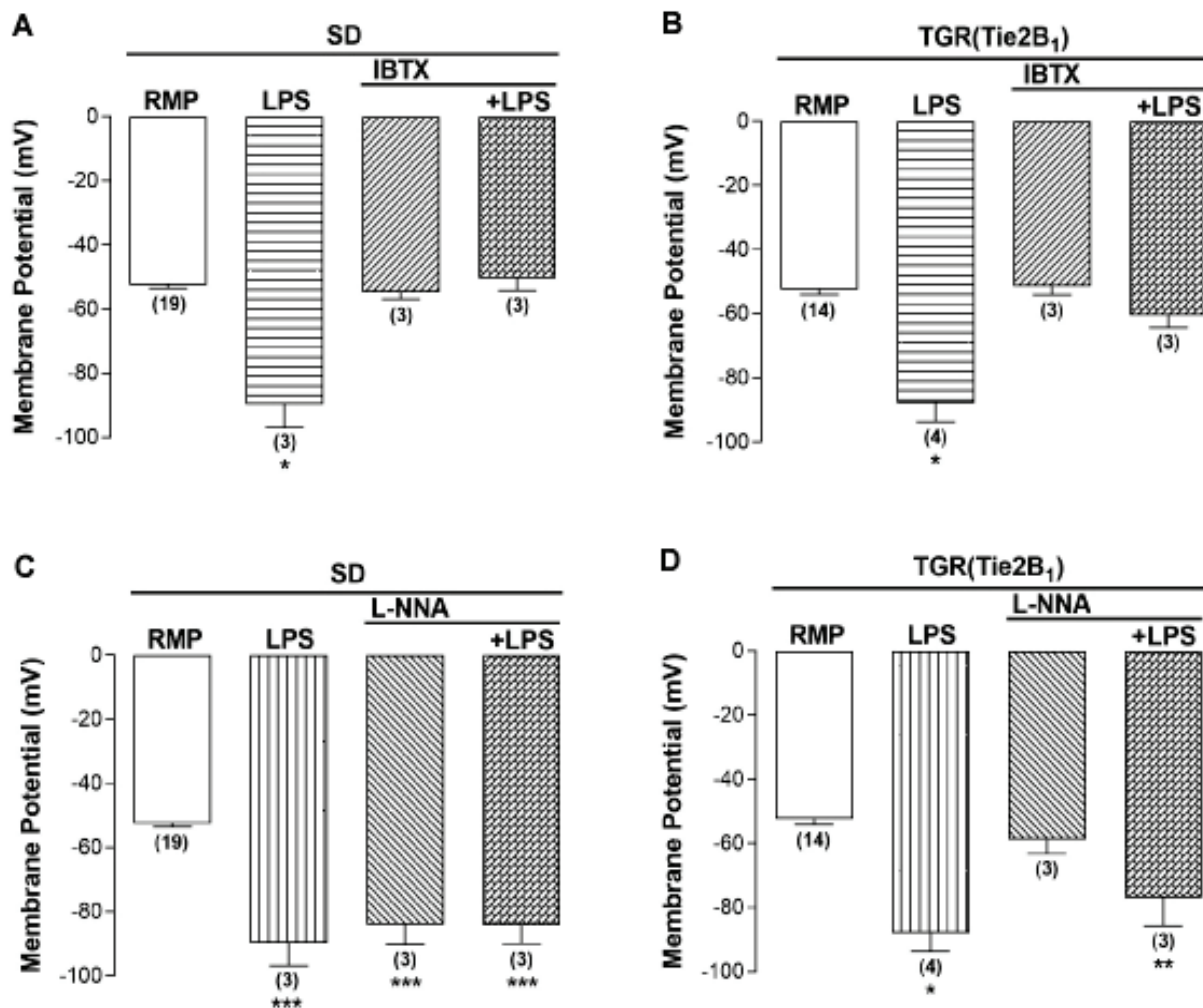 A
SD
IBTX
RMP LPS +LPS
Membrane Potential (mV)
0
-20
-40
-60
-80
-100
(19)
(3)
*
(3)
(3)
B
TGR(Tie2B₁)
IBTX
RMP LPS +LPS
Membrane Potential (mV)
0
-20
-40
-60
-80
-100
(14)
(4)
*
(3)
(3)
C
SD
L-NNA
RMP LPS +LPS
Membrane Potential (mV)
0
-20
-40
-60
-80
-100
(19)
(3)
***
(3)
***
(3)
***
D
TGR(Tie2B₁)
L-NNA
RMP LPS +LPS
Membrane Potential (mV)
0
-20
-40
-60
-80
-100
(14)
(4)
*
(3)
(3)
**